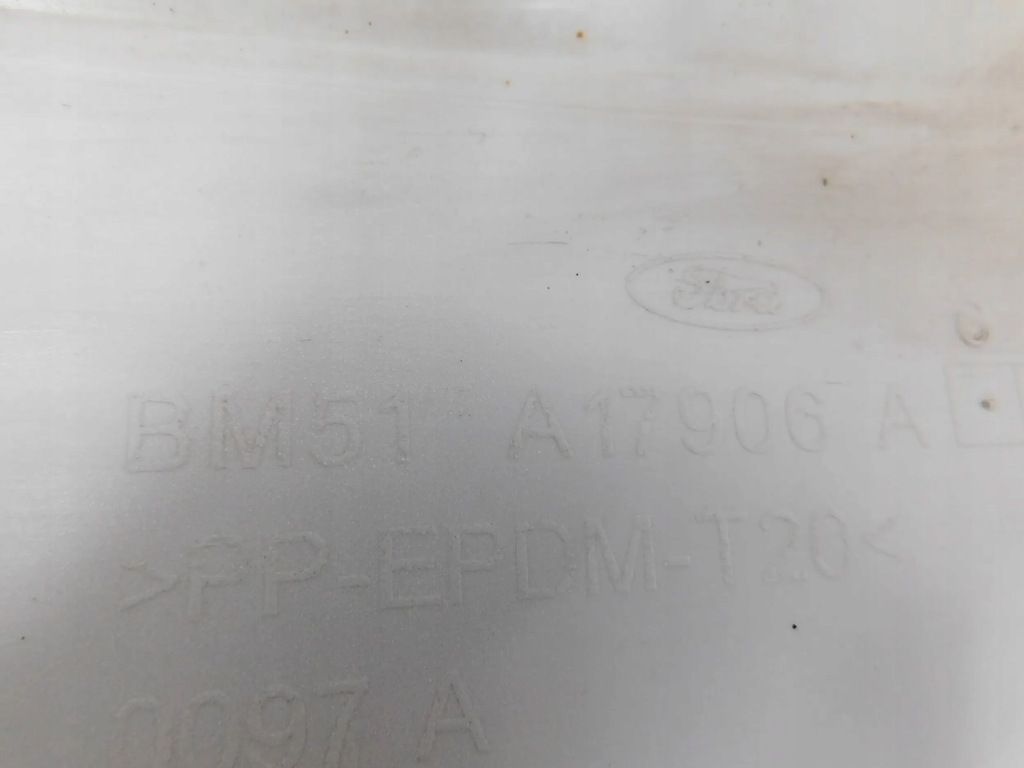 Ford
BM51-A17906-A
>PP-EPDM-T20<
0097 A